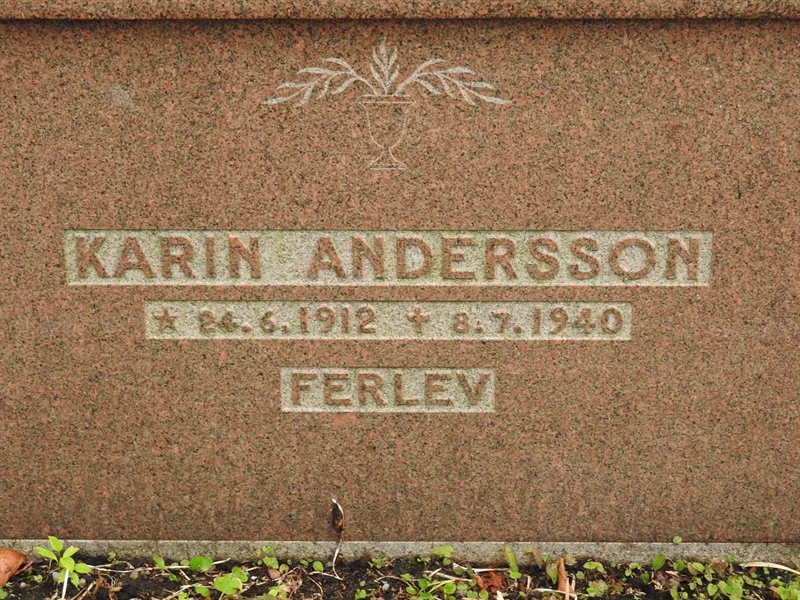 KARIN ANDERSSON
* 24.6.1912 † 8.7.1940
FERLEV